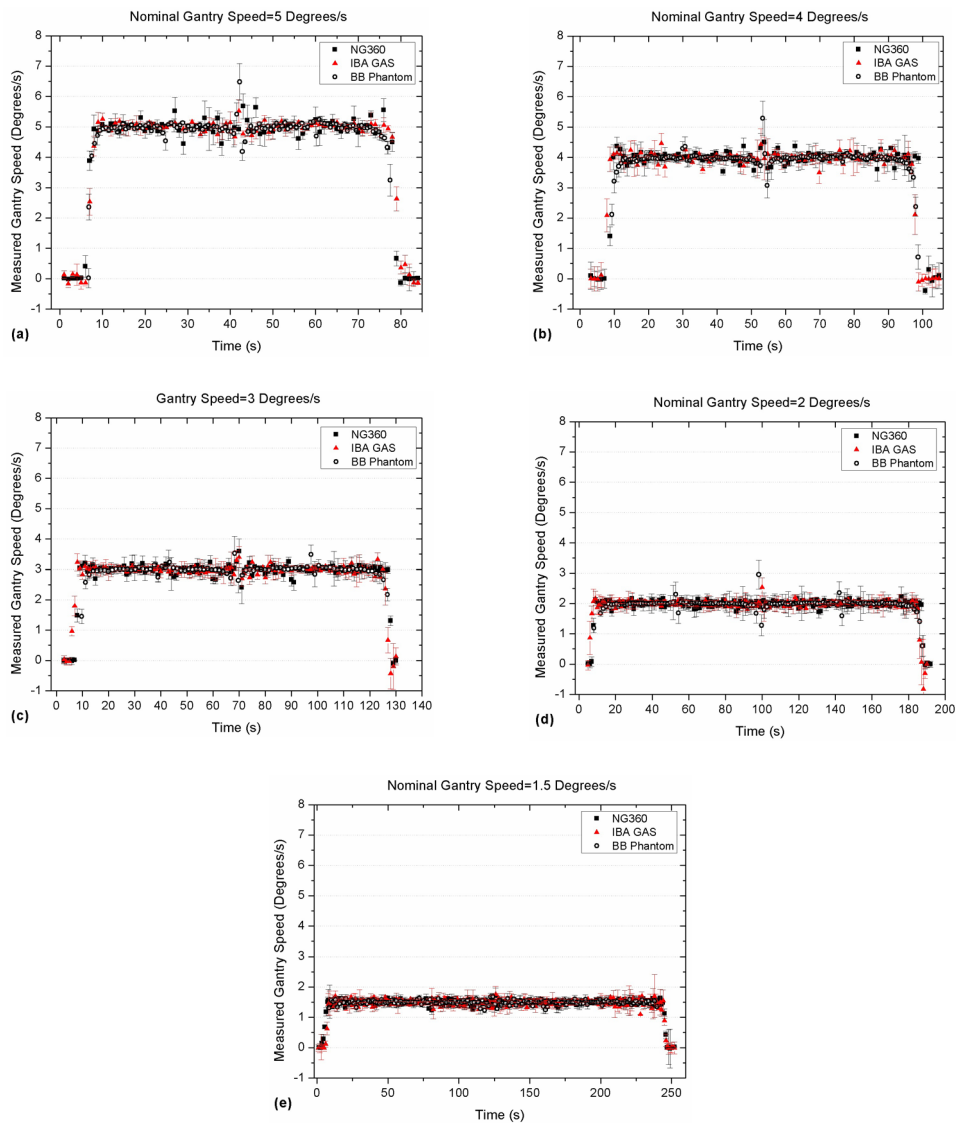 Nominal Gantry Speed=5 Degrees/s
NG360
IBA GAS
BB Phantom
8
7
6
5
4
3
2
1
0
-1
Measured Gantry Speed (Degrees/s)
0 10 20 30 40 50 60 70 80
Time (s)
(a)
Nominal Gantry Speed=4 Degrees/s
NG360
IBA GAS
BB Phantom
8
7
6
5
4
3
2
1
0
-1
Measured Gantry Speed (Degrees/s)
0 10 20 30 40 50 60 70 80 90 100
Time (s)
(b)
Gantry Speed=3 Degrees/s
NG360
IBA GAS
BB Phantom
8
7
6
5
4
3
2
1
0
-1
Measured Gantry Speed (Degrees/s)
0 10 20 30 40 50 60 70 80 90 100 110 120 130 140
Time (s)
(c)
Nominal Gantry Speed=2 Degrees/s
NG360
IBA GAS
BB Phantom
8
7
6
5
4
3
2
1
0
-1
Measured Gantry Speed (Degrees/s)
0 20 40 60 80 100 120 140 160 180 200
Time (s)
(d)
Nominal Gantry Speed=1.5 Degrees/s
NG360
IBA GAS
BB Phantom
8
7
6
5
4
3
2
1
0
-1
Measured Gantry Speed (Degrees/s)
0 50 100 150 200 250
Time (s)
(e)